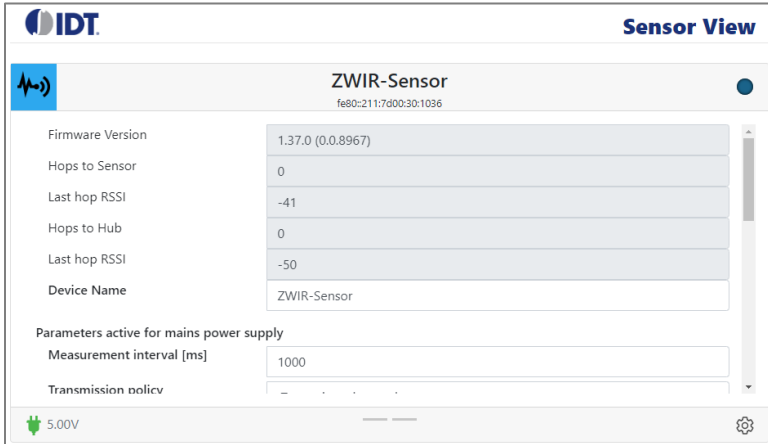 IDT
Sensor View
ZWIR-Sensor
fe80::211:7d00:30:1036
Firmware Version
1.37.0 (0.0.8967)
Hops to Sensor
0
Last hop RSSI
-41
Hops to Hub
0
Last hop RSSI
-50
Device Name
ZWIR-Sensor
Parameters active for mains power supply
Measurement interval [ms]
1000
Transmission policy
5.00V